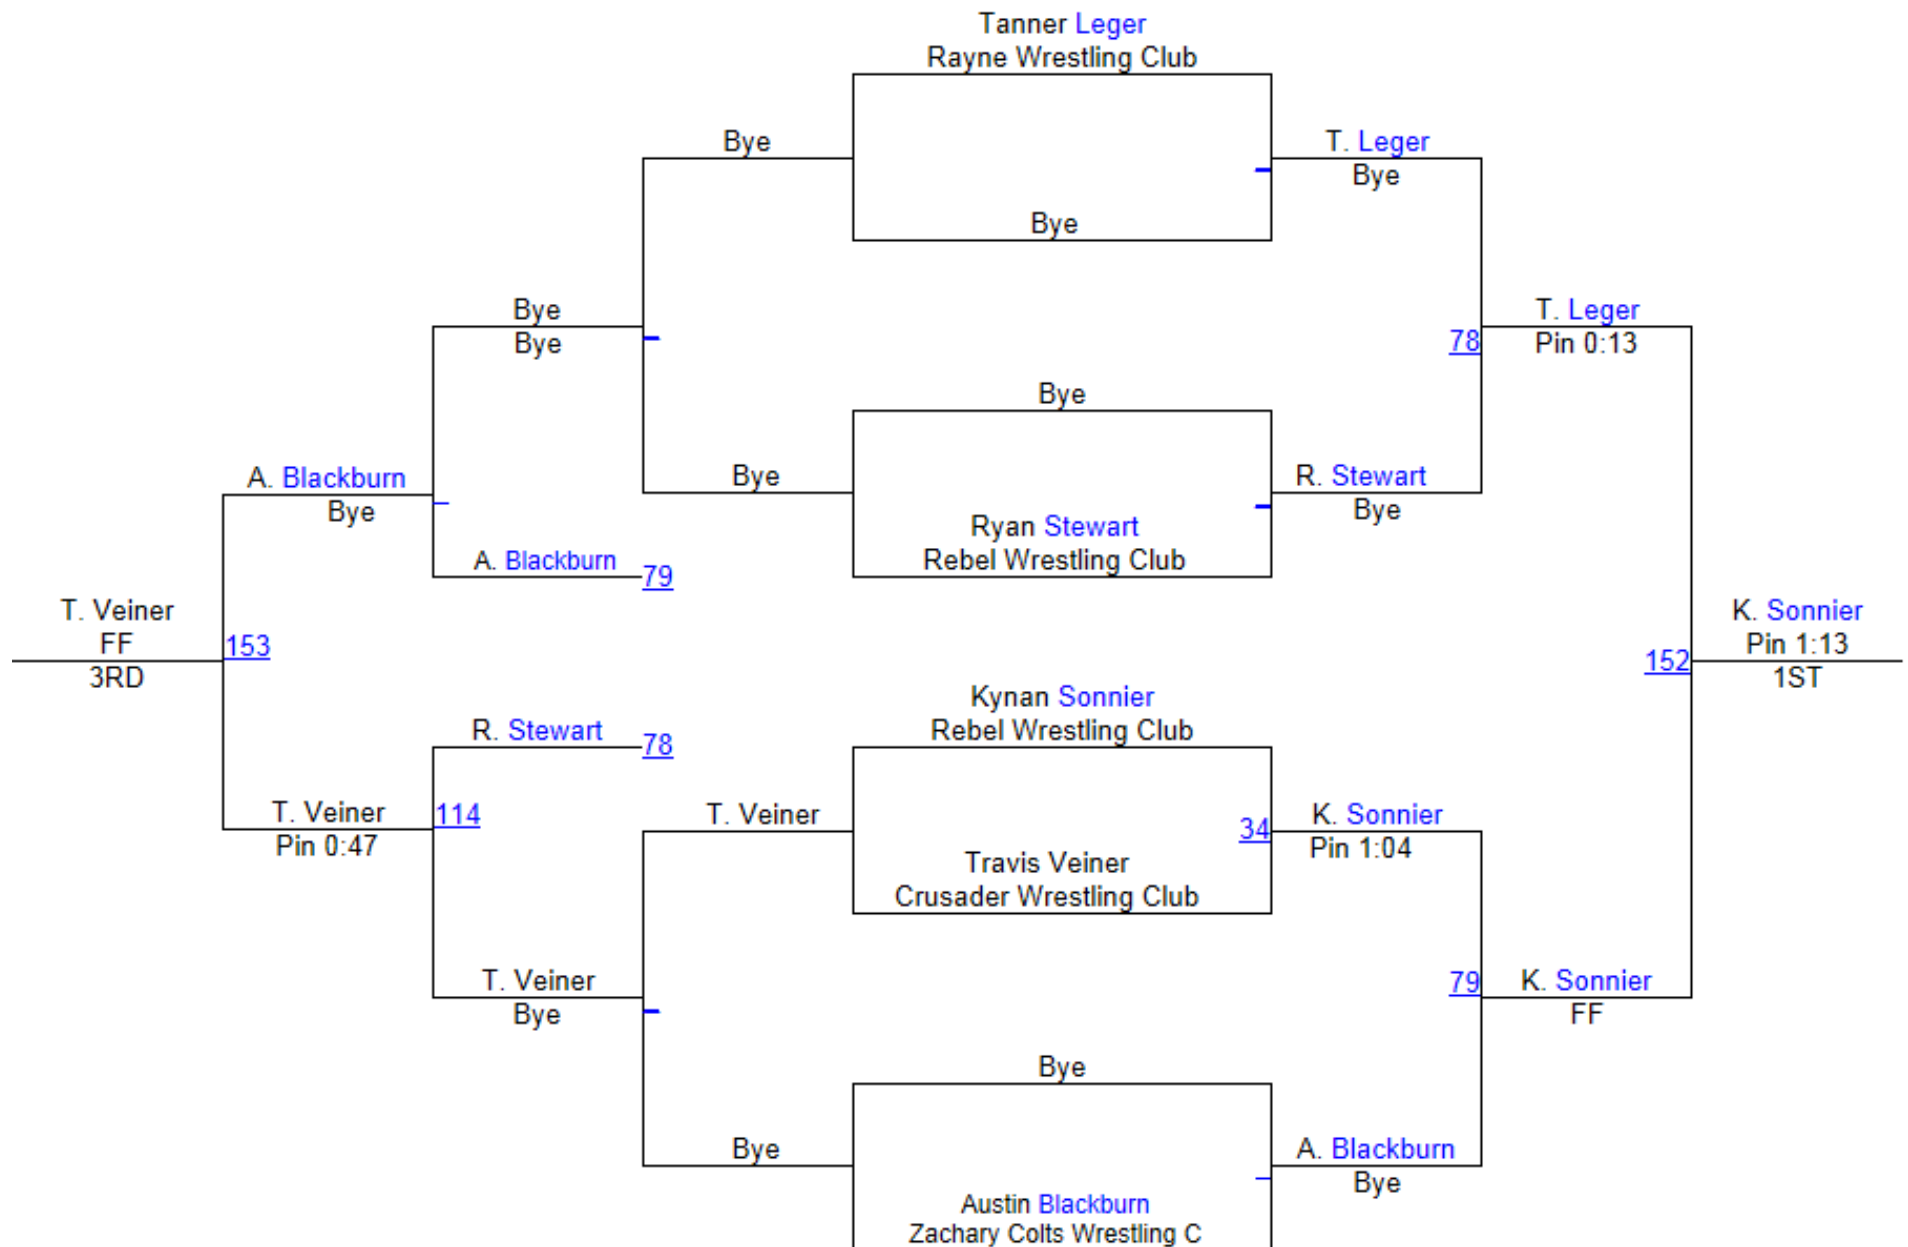 Tanner Leger
Rayne Wrestling Club
Bye
T. Leger
Bye
Bye
Bye
Bye
T. Leger
78
Pin 0:13
Bye
A. Blackburn
Bye
Bye
R. Stewart
Bye
Ryan Stewart
Rebel Wrestling Club
A. Blackburn
79
T. Veiner
FF
153
3RD
K. Sonnier
Pin 1:13
152
1ST
Kynan Sonnier
Rebel Wrestling Club
R. Stewart
78
T. Veiner
114
Pin 0:47
T. Veiner
34
K. Sonnier
Pin 1:04
Travis Veiner
Crusader Wrestling Club
T. Veiner
Bye
79
K. Sonnier
FF
Bye
Bye
A. Blackburn
Bye
Austin Blackburn
Zachary Colts Wrestling C